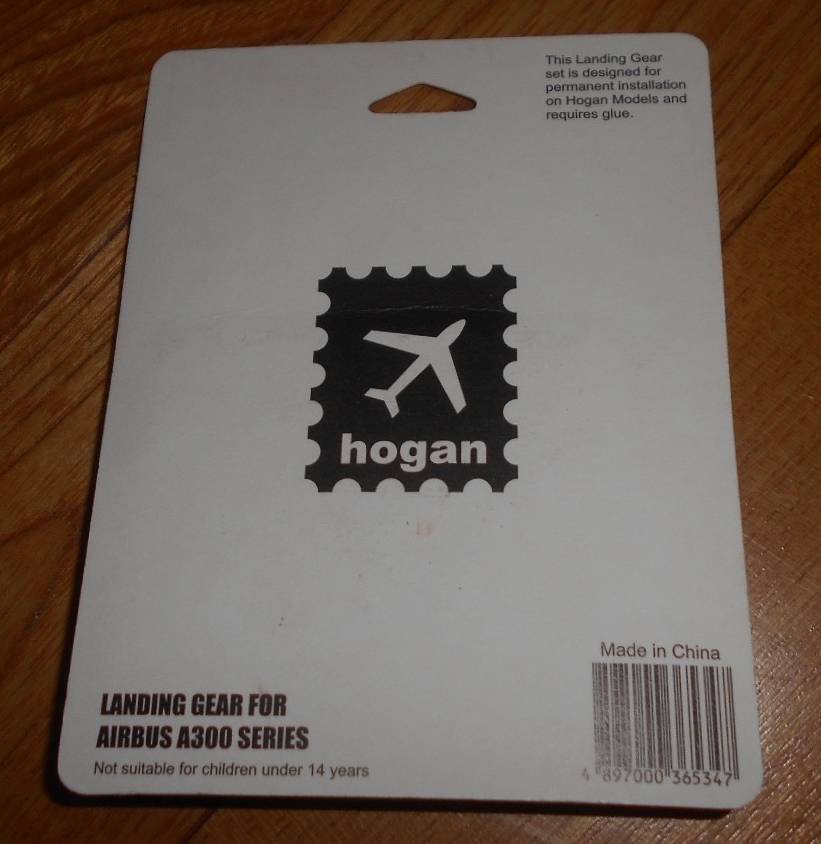 This Landing Gear
set is designed for
permanent installation
on Hogan Models and
requires glue.
hogan
Made in China
4 897000 365347
LANDING GEAR FOR
AIRBUS A300 SERIES
Not suitable for children under 14 years